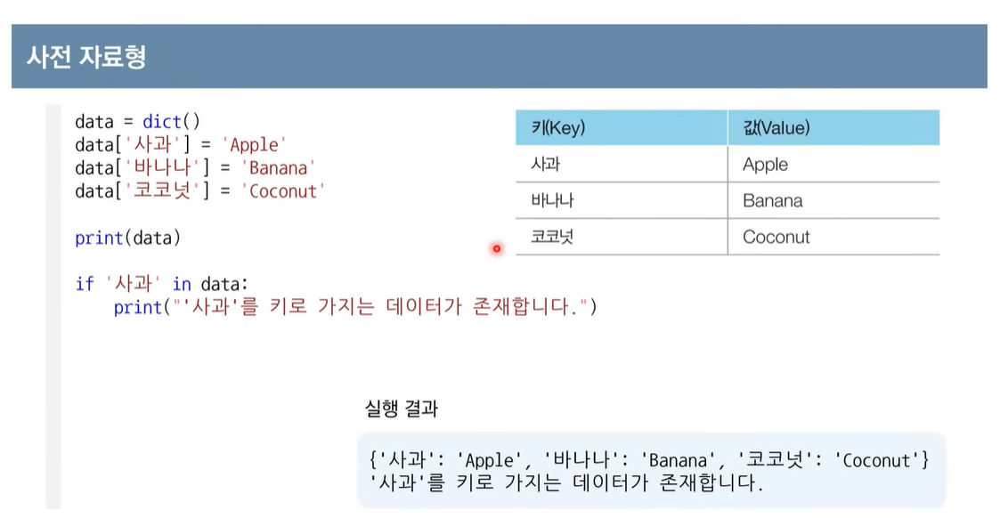 사전 자료형
data = dict()
data['사과'] = 'Apple'
data['바나나'] = 'Banana'
data['코코넛'] = 'Coconut'
print(data)
if '사과' in data:
    print("'사과'를 키로 가지는 데이터가 존재합니다.")
키(Key) 값(Value)
사과 Apple
바나나 Banana
코코넛 Coconut
실행 결과
{'사과': 'Apple', '바나나': 'Banana', '코코넛': 'Coconut'}
'사과'를 키로 가지는 데이터가 존재합니다.